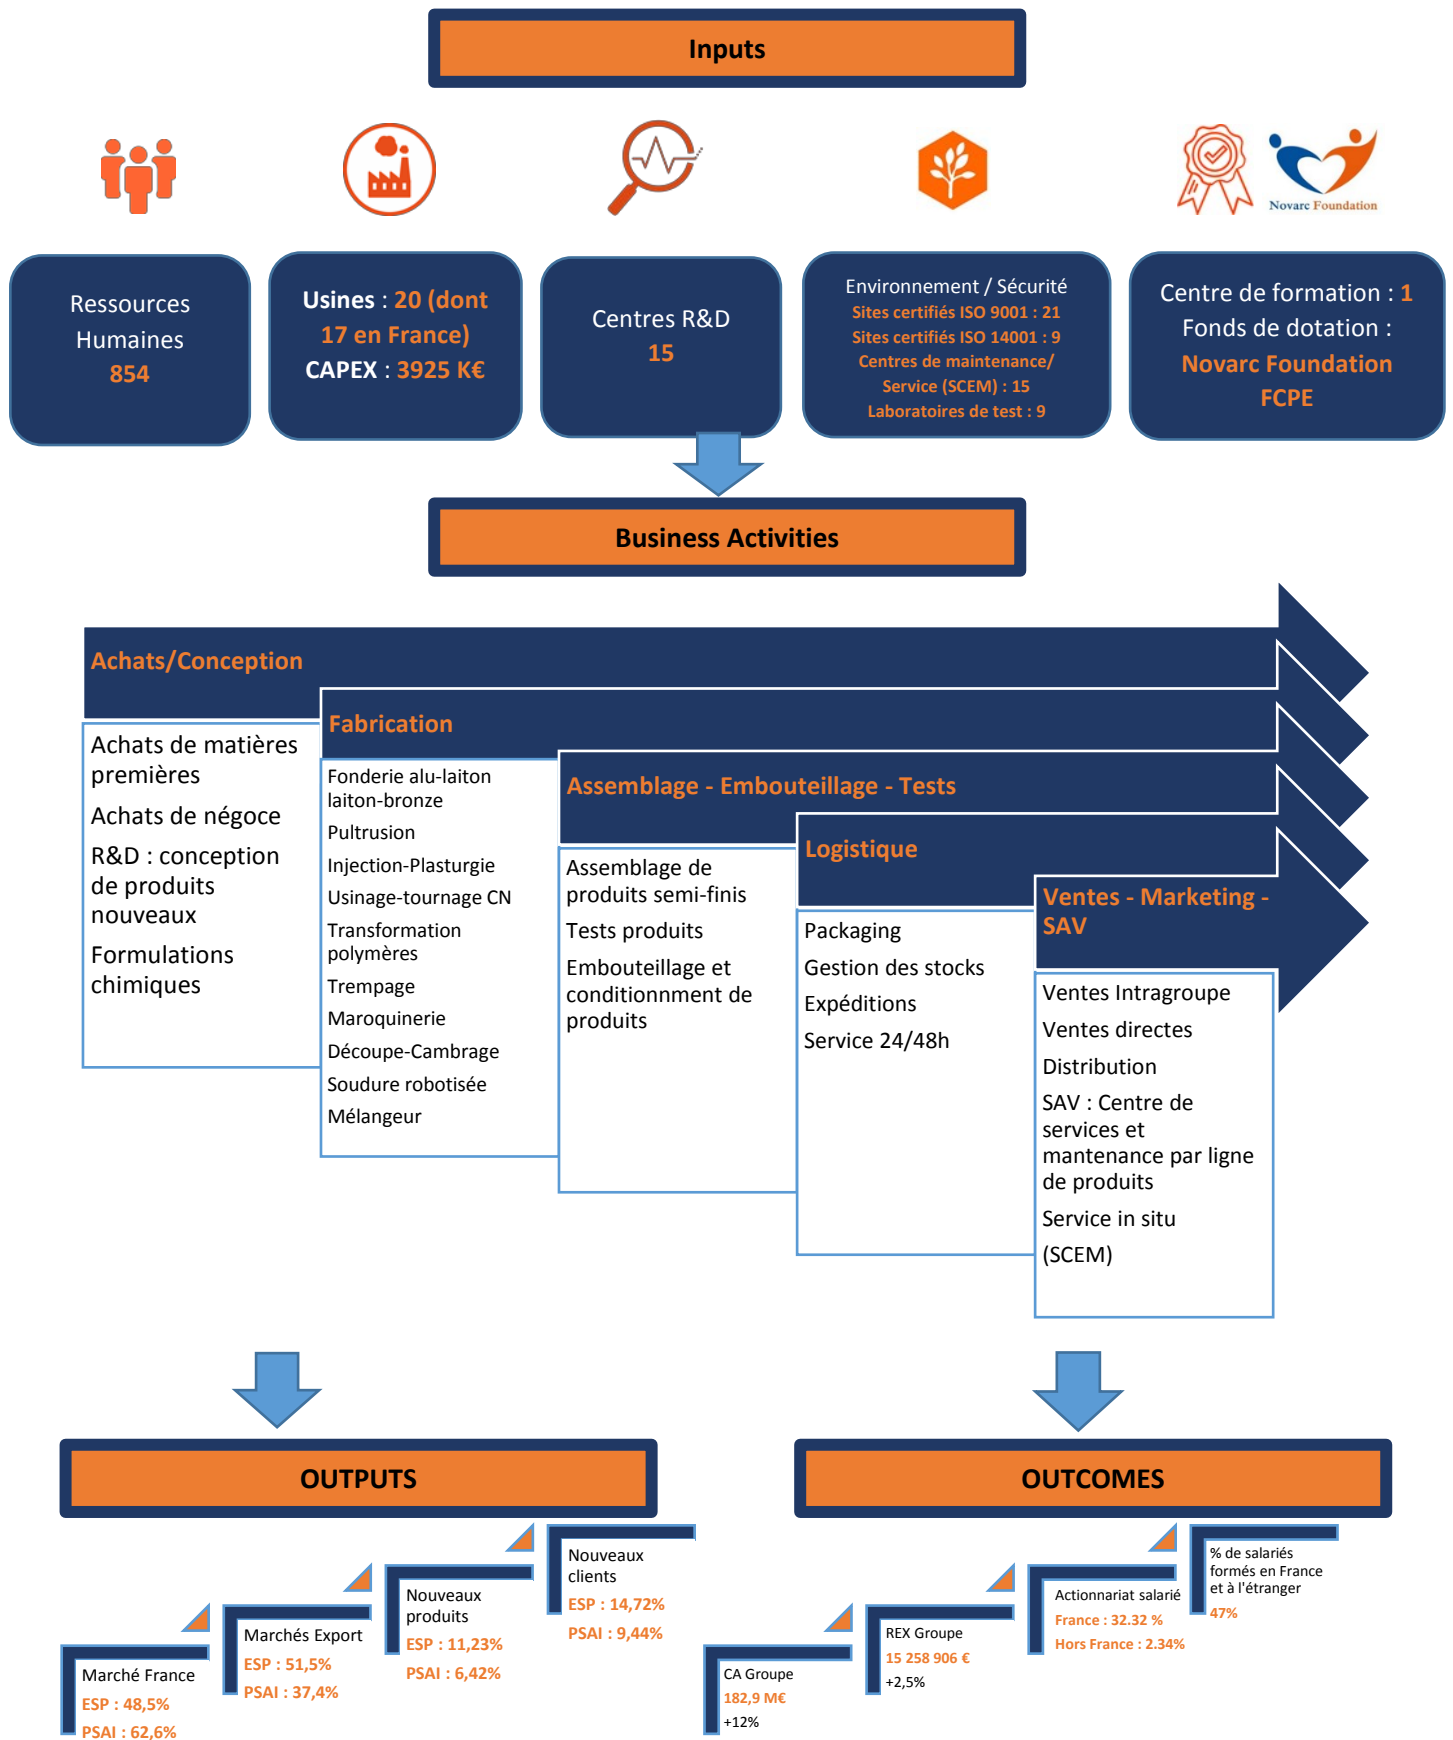 Inputs
Novarc Foundation
Ressources
Humaines
854
Usines : 20 (dont
17 en France)
CAPEX : 3925 K€
Centres R&D
15
Environnement / Sécurité
Sites certifiés ISO 9001 : 21
Sites certifiés ISO 14001 : 9
Centres de maintenance/
Service (SCEM) : 15
Laboratoires de test : 9
Centre de formation : 1
Fonds de dotation :
Novarc Foundation
FCPE
Business Activities
Achats/Conception
Achats de matières
premières
Achats de négoce
R&D : conception
de produits
nouveaux
Formulations
chimiques
Fabrication
Fonderie alu-laiton
laiton-bronze
Pultrusion
Injection-Plasturgie
Usinage-tournage CN
Transformation
polymères
Trempage
Maroquinerie
Découpe-Cambrage
Soudure robotisée
Mélangeur
Assemblage - Embouteillage - Tests
Assemblage de
produits semi-finis
Tests produits
Embouteillage et
conditionnment de
produits
Logistique
Packaging
Gestion des stocks
Expéditions
Service 24/48h
Ventes - Marketing -
SAV
Ventes Intragroupe
Ventes directes
Distribution
SAV : Centre de
services et
mantenance par ligne
de produits
Service in situ
(SCEM)
OUTPUTS
Marché France
ESP : 48,5%
PSAI : 62,6%
Marchés Export
ESP : 51,5%
PSAI : 37,4%
Nouveaux
produits
ESP : 11,23%
PSAI : 6,42%
Nouveaux
clients
ESP : 14,72%
PSAI : 9,44%
OUTCOMES
CA Groupe
182,9 M€
+12%
REX Groupe
15 258 906 €
+2,5%
Actionnariat salarié
France : 32.32 %
Hors France : 2.34%
% de salariés
formés en France
et à l'étranger
47%